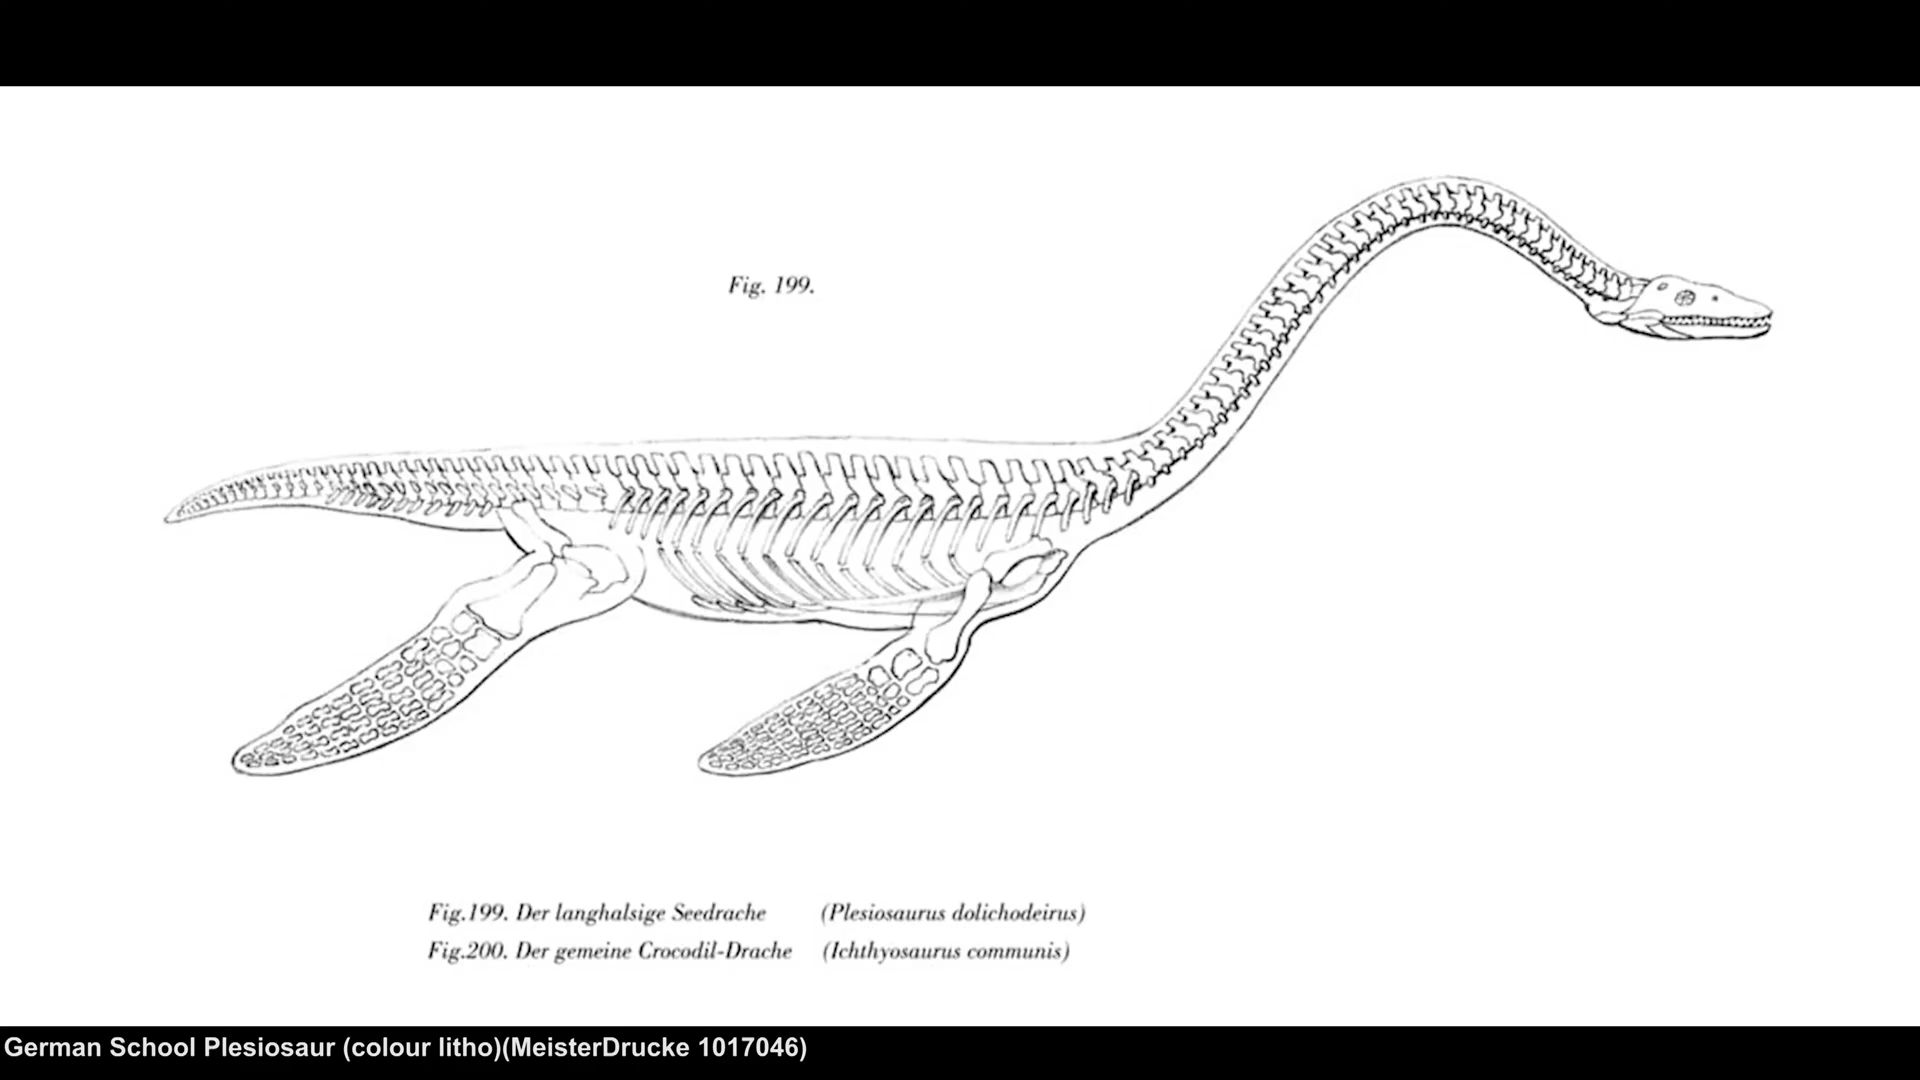 Fig. 199.
Fig.199. Der langhalsige Seedrache (Plesiosaurus dolichodeirus)
Fig.200. Der gemeine Crocodil-Drache (Ichthyosaurus communis)
German School Plesiosaur (colour litho)(MeisterDrucke 1017046)